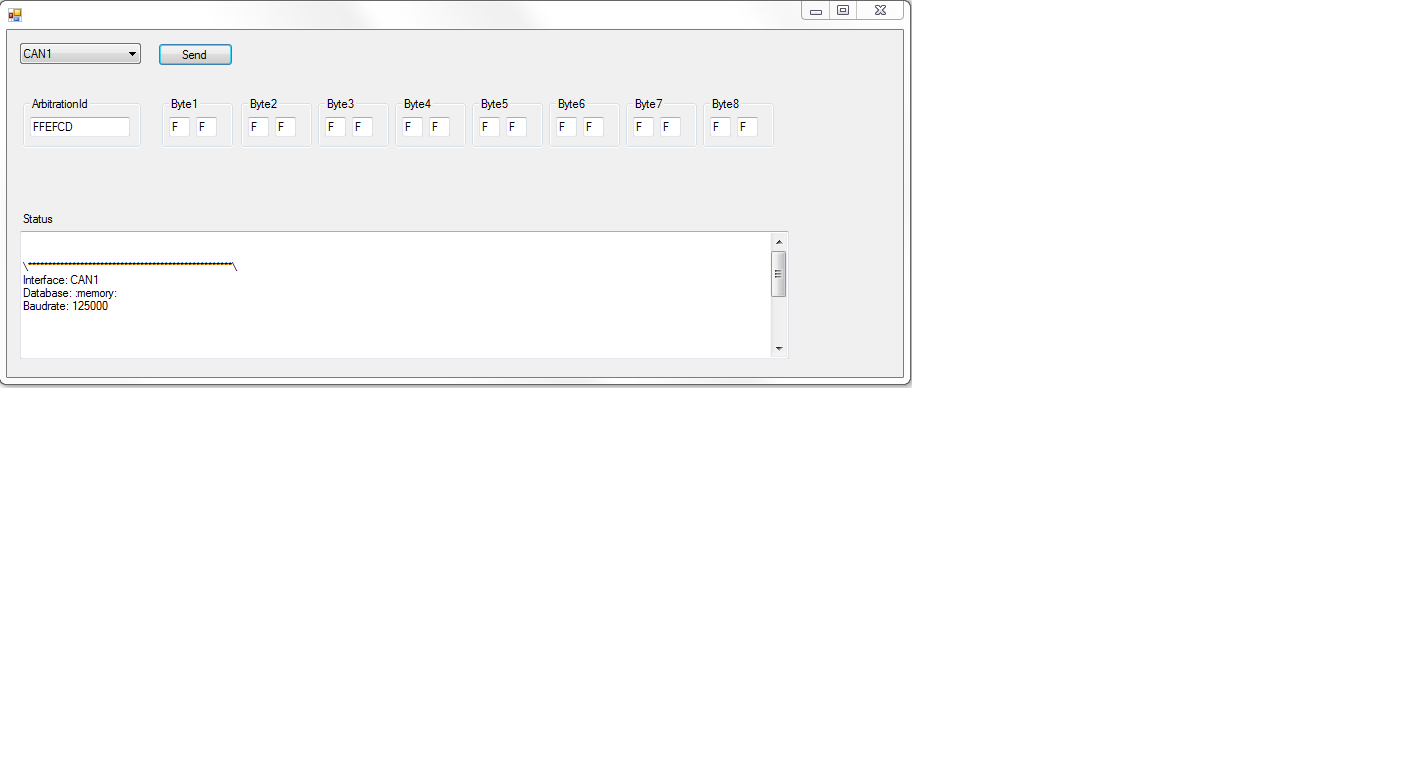 CAN1 Send
ArbitrationId Byte1 Byte2 Byte3 Byte4 Byte5 Byte6 Byte7 Byte8
FFEFCD F F F F F F F F F F F F F F F F
Status
Interface: CAN1
Database: :memory:
Baudrate: 125000